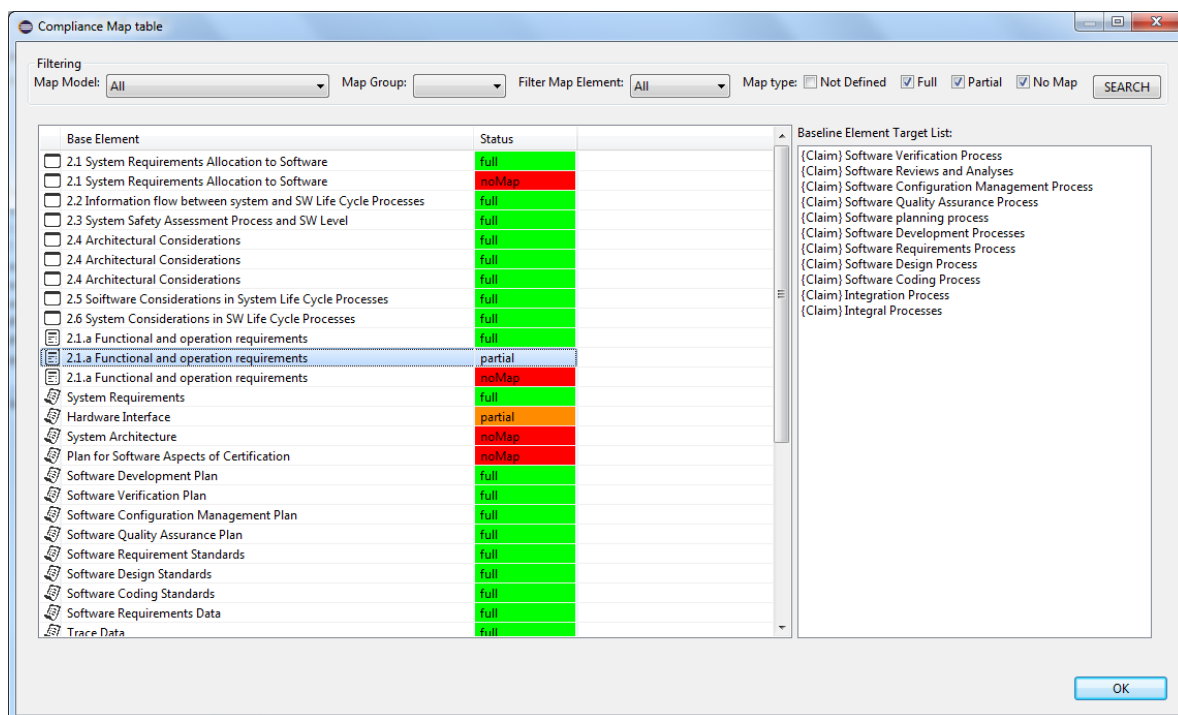 Compliance Map table
Filtering
Map Model: All Map Group: Filter Map Element: All Map type: Not Defined Full Partial No Map SEARCH
Base Element Status
2.1 System Requirements Allocation to Software full
2.1 System Requirements Allocation to Software noMap
2.2 Information flow between system and SW Life Cycle Processes full
2.3 System Safety Assessment Process and SW Level full
2.4 Architectural Considerations full
2.4 Architectural Considerations full
2.4 Architectural Considerations full
2.5 Soiftware Considerations in System Life Cycle Processes full
2.6 System Considerations in SW Life Cycle Processes full
2.1.a Functional and operation requirements full
2.1.a Functional and operation requirements partial
2.1.a Functional and operation requirements noMap
System Requirements full
Hardware Interface partial
System Architecture noMap
Plan for Software Aspects of Certification noMap
Software Development Plan full
Software Verification Plan full
Software Configuration Management Plan full
Software Quality Assurance Plan full
Software Requirement Standards full
Software Design Standards full
Software Coding Standards full
Software Requirements Data full
Trace Data full
Baseline Element Target List:
{Claim} Software Verification Process
{Claim} Software Reviews and Analyses
{Claim} Software Configuration Management Process
{Claim} Software Quality Assurance Process
{Claim} Software planning process
{Claim} Software Development Processes
{Claim} Software Requirements Process
{Claim} Software Design Process
{Claim} Software Coding Process
{Claim} Integration Process
{Claim} Integral Processes
OK